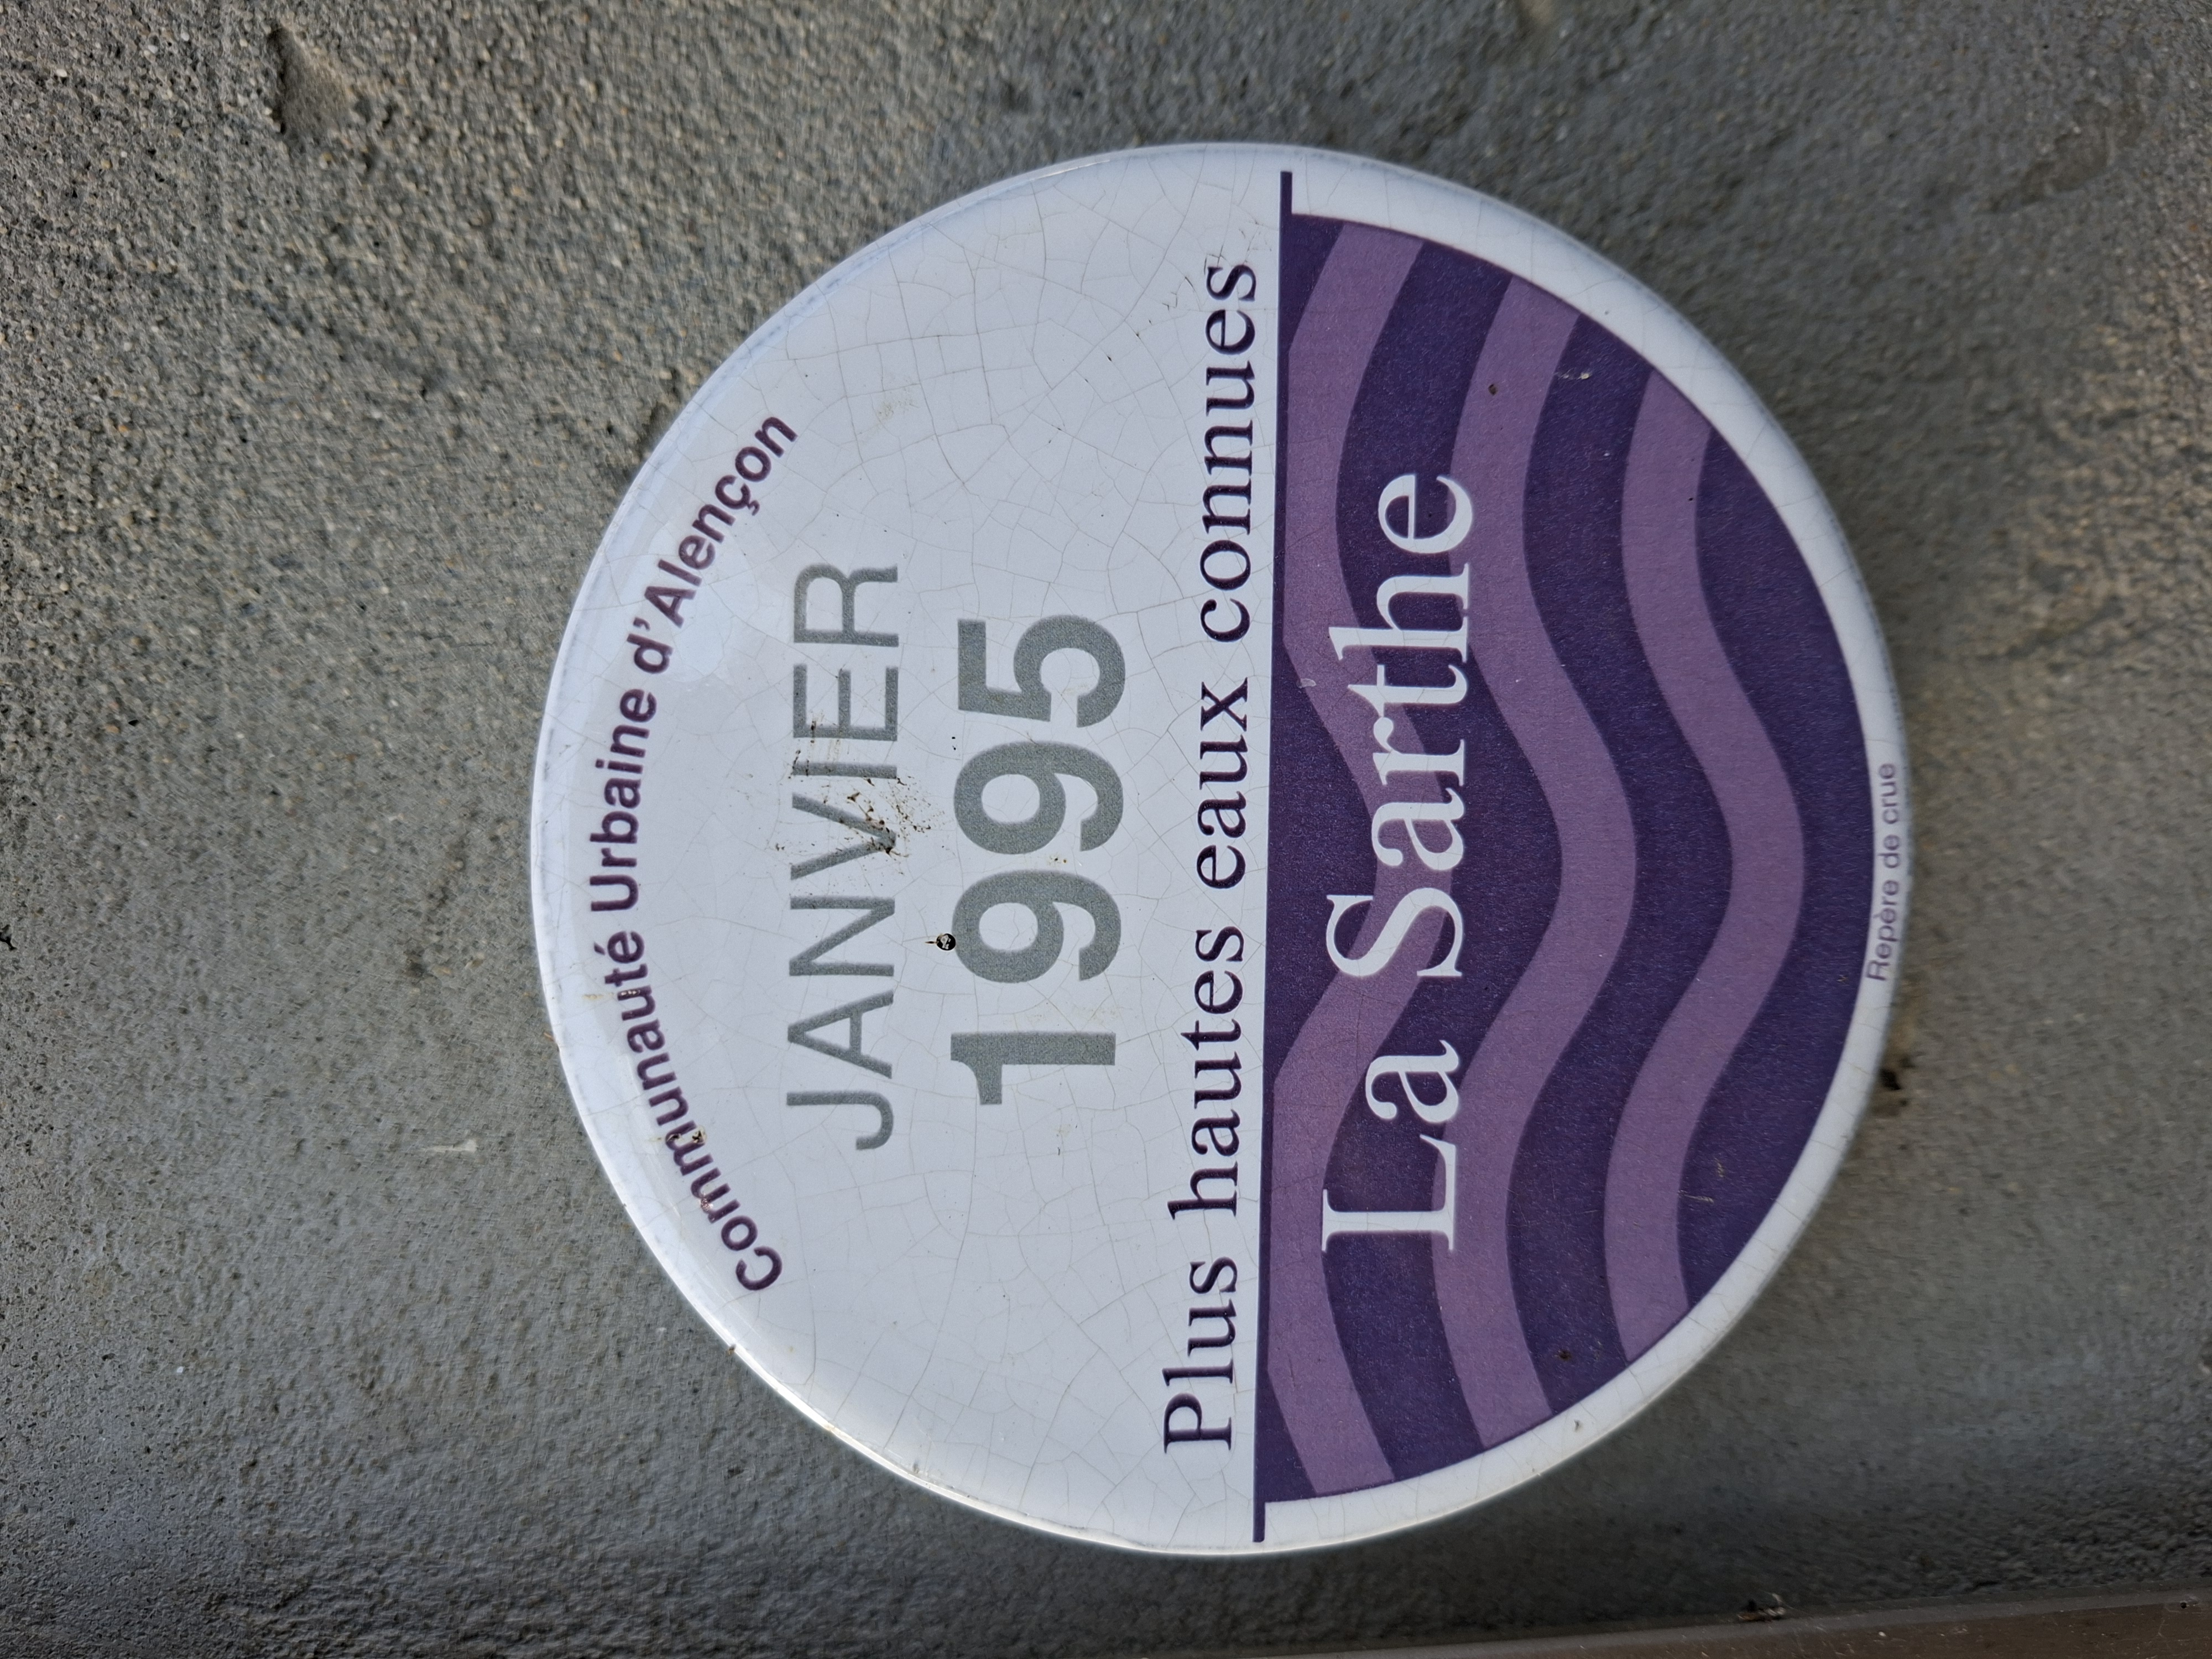 Communauté Urbaine d'Alençon
JANVIER
1995
Plus hautes eaux connues
La Sarthe
Repère de crue